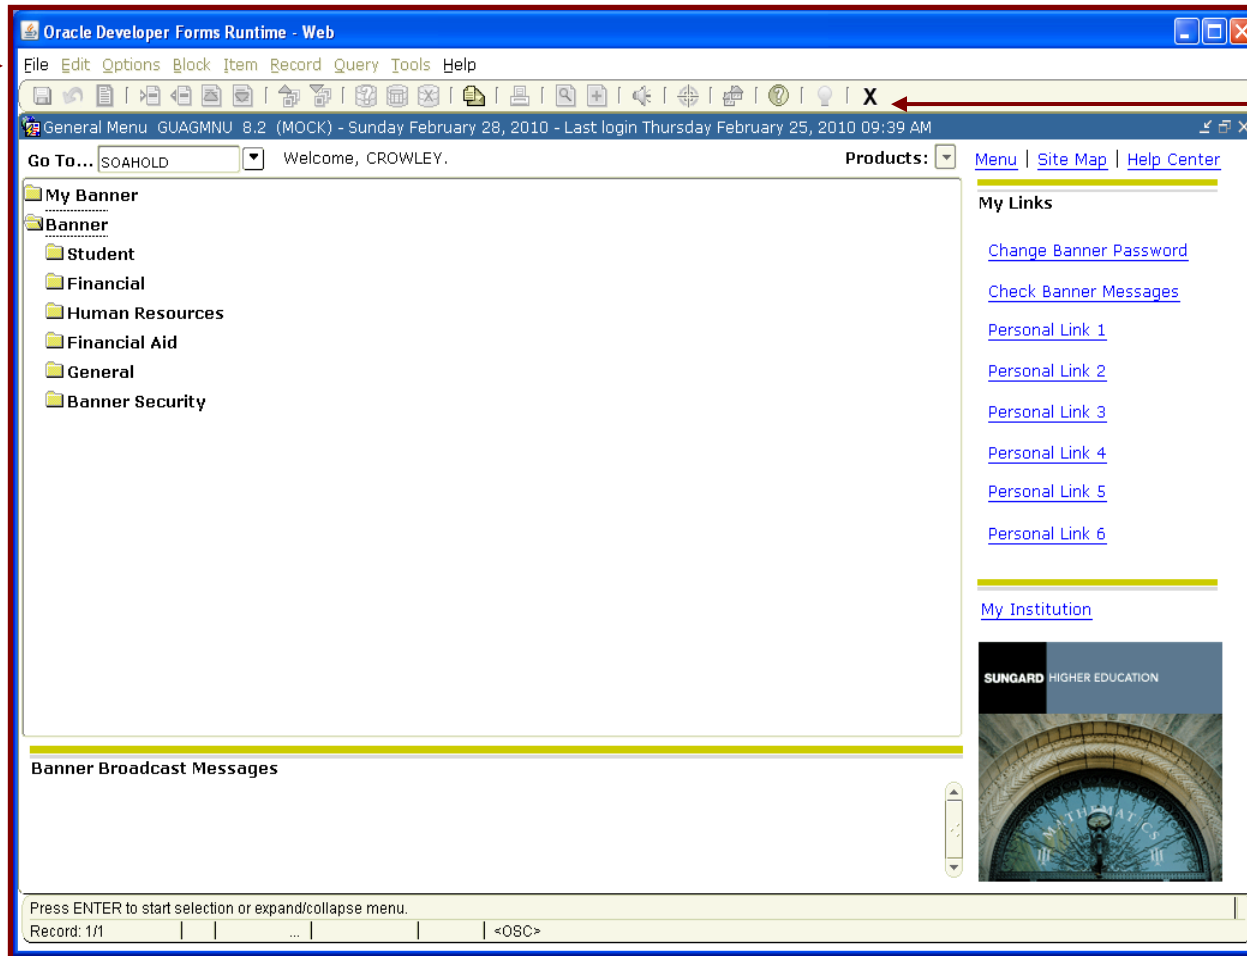 Oracle Developer Forms Runtime - Web
File Edit Options Block Item Record Query Tools Help
X
General Menu GUAGMNU 8.2 (MOCK) - Sunday February 28, 2010 - Last login Thursday February 25, 2010 09:39 AM
Go To... SOAHOLD Welcome, CROWLEY. Products: Menu | Site Map | Help Center
My Banner
Banner
Student
Financial
Human Resources
Financial Aid
General
Banner Security
My Links
Change Banner Password
Check Banner Messages
Personal Link 1
Personal Link 2
Personal Link 3
Personal Link 4
Personal Link 5
Personal Link 6
My Institution
SUNGARD HIGHER EDUCATION
MATHEMATICS
Banner Broadcast Messages
Press ENTER to start selection or expand/collapse menu.
Record: 1/1 ... <OSC>